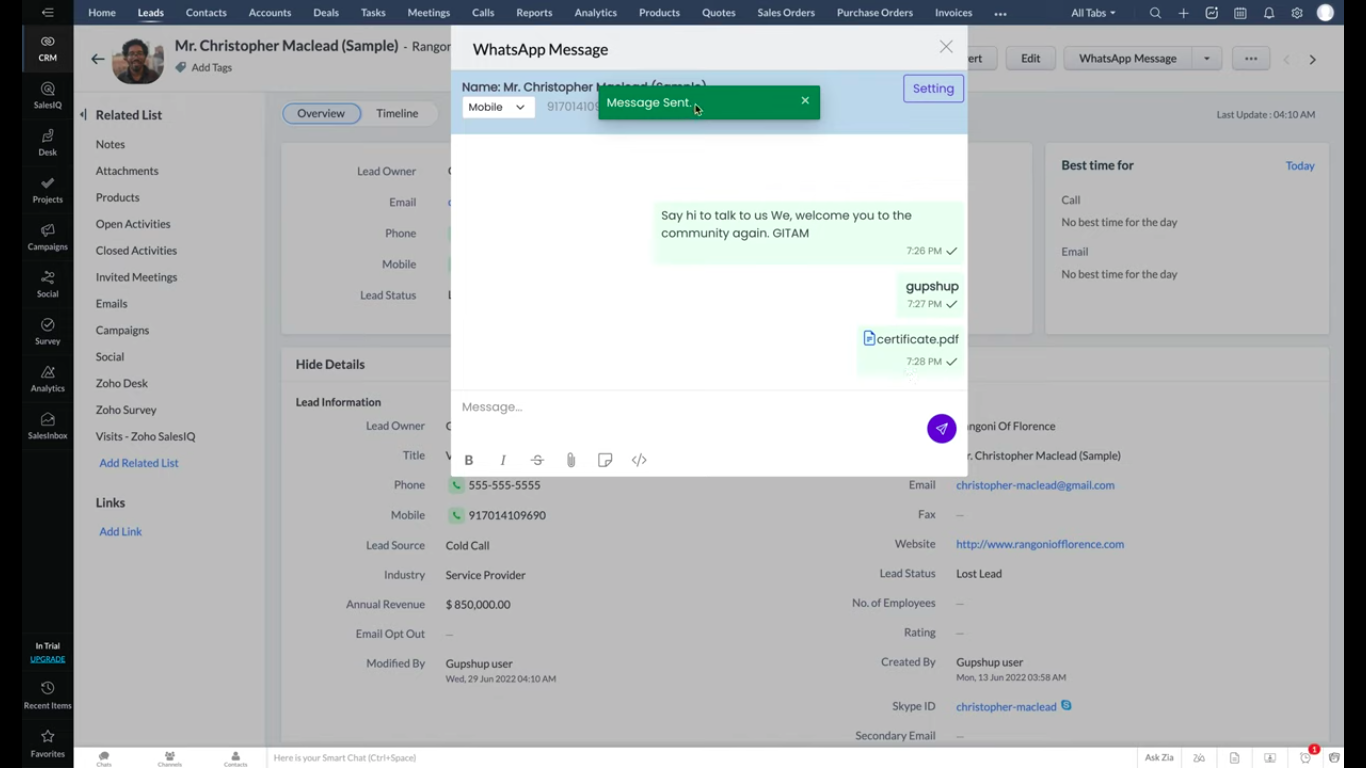 Home Leads Contacts Accounts Deals Tasks Meetings Calls Reports Analytics Products Quotes Sales Orders Purchase Orders Invoices ••• All Tabs
CRM
SalesIQ
Desk
Projects
Campaigns
Social
Survey
Analytics
SalesInbox
In Trial
UPGRADE
Recent Items
Favorites
Mr. Christopher Maclead (Sample) -
Add Tags
Edit
WhatsApp Message
•••
Related List
Notes
Attachments
Products
Open Activities
Closed Activities
Invited Meetings
Emails
Campaigns
Social
Zoho Desk
Zoho Survey
Visits - Zoho SalesIQ
Add Related List
Links
Add Link
Overview
Timeline
Last Update : 04:10 AM
Lead Owner
Email
Phone
Mobile
Lead Status
Best time for
Today
Call
No best time for the day
Email
No best time for the day
WhatsApp Message
Name: Mr. Christopher Maclead (Sample)
Mobile
Message Sent.
Setting
Say hi to talk to us We, welcome you to the
community again. GITAM
7:26 PM
gupshup
7:27 PM
certificate.pdf
7:28 PM
Message...
B I S </>
Hide Details
Lead Information
Lead Owner
Title
Phone 555-555-5555
Mobile 917014109690
Lead Source Cold Call
Industry Service Provider
Annual Revenue $ 850,000.00
Email Opt Out —
Modified By Gupshup user
Wed, 29 Jun 2022 04:10 AM
angoni Of Florence
r. Christopher Maclead (Sample)
Email christopher-maclead@gmail.com
Fax —
Website http://www.rangoniofflorence.com
Lead Status Lost Lead
No. of Employees —
Rating —
Created By Gupshup user
Mon, 13 Jun 2022 03:58 AM
Skype ID christopher-maclead
Secondary Email —
Chats
Channels
Contacts
Here is your Smart Chat (Ctrl+Space)
Ask Zia
1